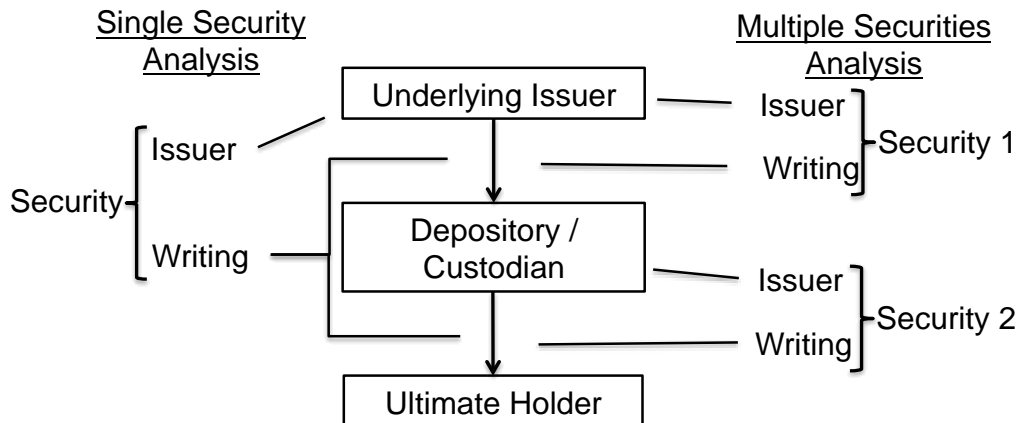 Single Security
Analysis
Multiple Securities
Analysis
Underlying Issuer
Issuer
Issuer
Security 1
Writing
Security
Depository /
Custodian
Writing
Issuer
Security 2
Writing
Ultimate Holder